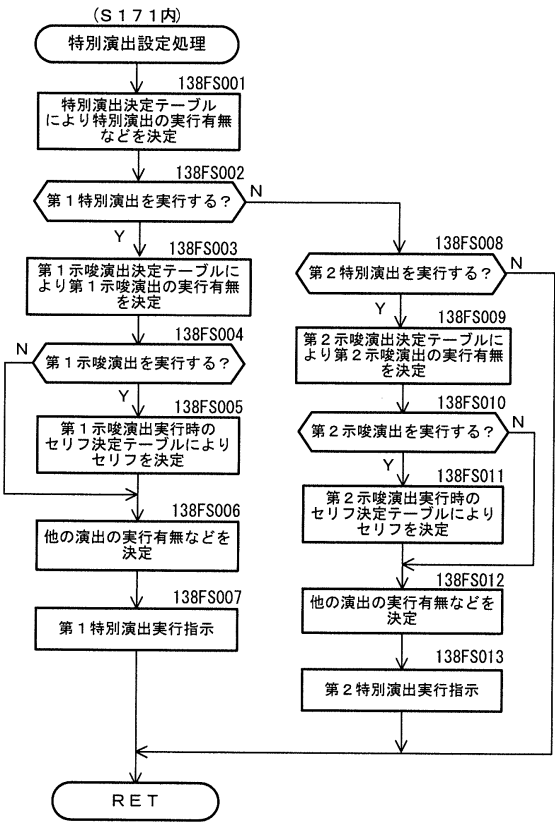 (S171内)
特別演出設定処理
138FS001
特別演出決定テーブル
により特別演出の実行有無
などを決定
138FS002
第1特別演出を実行する?
N
Y
138FS003
第1示唆演出決定テーブルに
より第1示唆演出の実行有無
を決定
138FS004
N
第1示唆演出を実行する?
Y
138FS005
第1示唆演出実行時の
セリフ決定テーブルにより
セリフを決定
138FS006
他の演出の実行有無などを
決定
138FS007
第1特別演出実行指示
138FS008
第2特別演出を実行する?
N
Y
138FS009
第2示唆演出決定テーブルに
より第2示唆演出の実行有無
を決定
138FS010
第2示唆演出を実行する?
N
Y
138FS011
第2示唆演出実行時の
セリフ決定テーブルにより
セリフを決定
138FS012
他の演出の実行有無などを
決定
138FS013
第2特別演出実行指示
RET